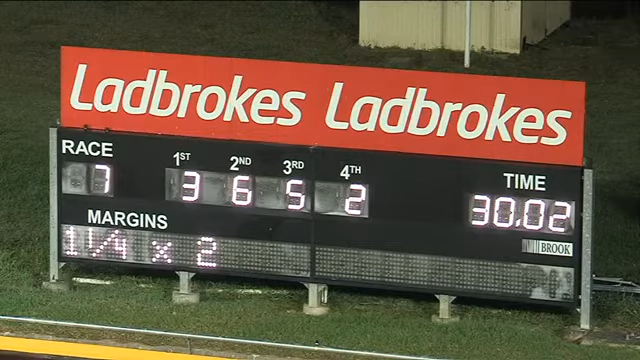 Ladbrokes Ladbrokes
RACE 1ST 2ND 3RD 4TH TIME
7 3 6 5 2 30.02
MARGINS BROOK
1 1/4 x 2